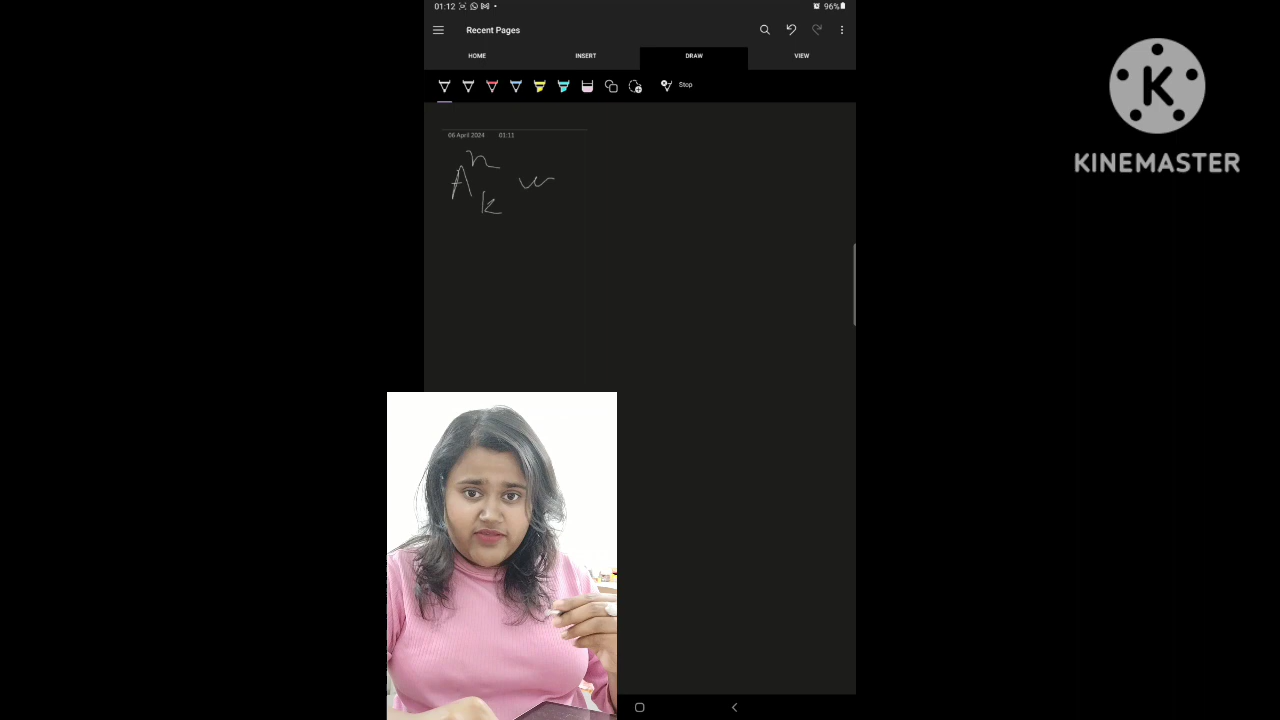 01:12
96%
Recent Pages
HOME INSERT DRAW VIEW
Stop
06 April 2024 01:11
A n
k
K
KINEMASTER